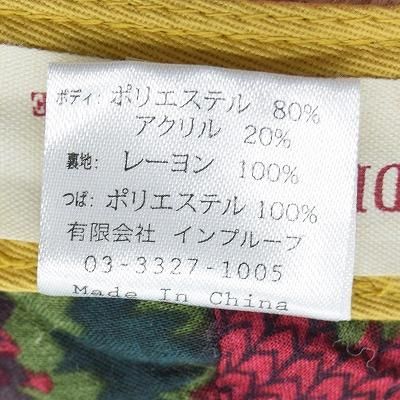 ボディ: ポリエステル 80%
アクリル 20%
裏地: レーヨン 100%
つば: ポリエステル 100%
有限会社 インプルーブ
03-3327-1005
Made In China